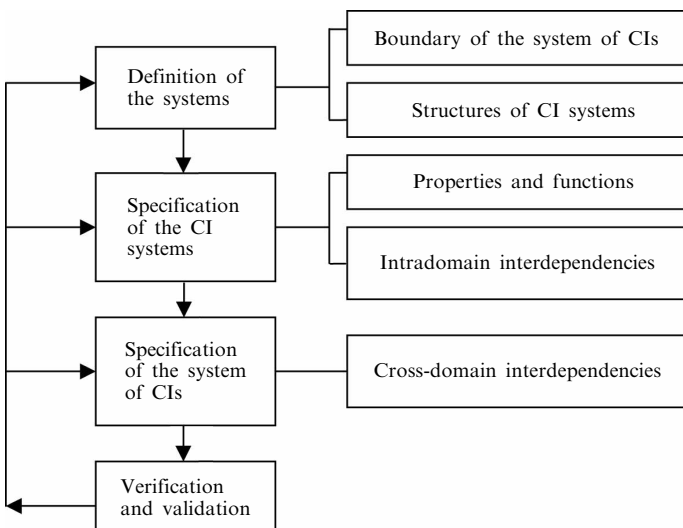 Definition of
the systems
Boundary of the system of CIs
Structures of CI systems
Specification
of the CI
systems
Properties and functions
Intradomain interdependencies
Specification
of the system
of CIs
Cross-domain interdependencies
Verification
and validation